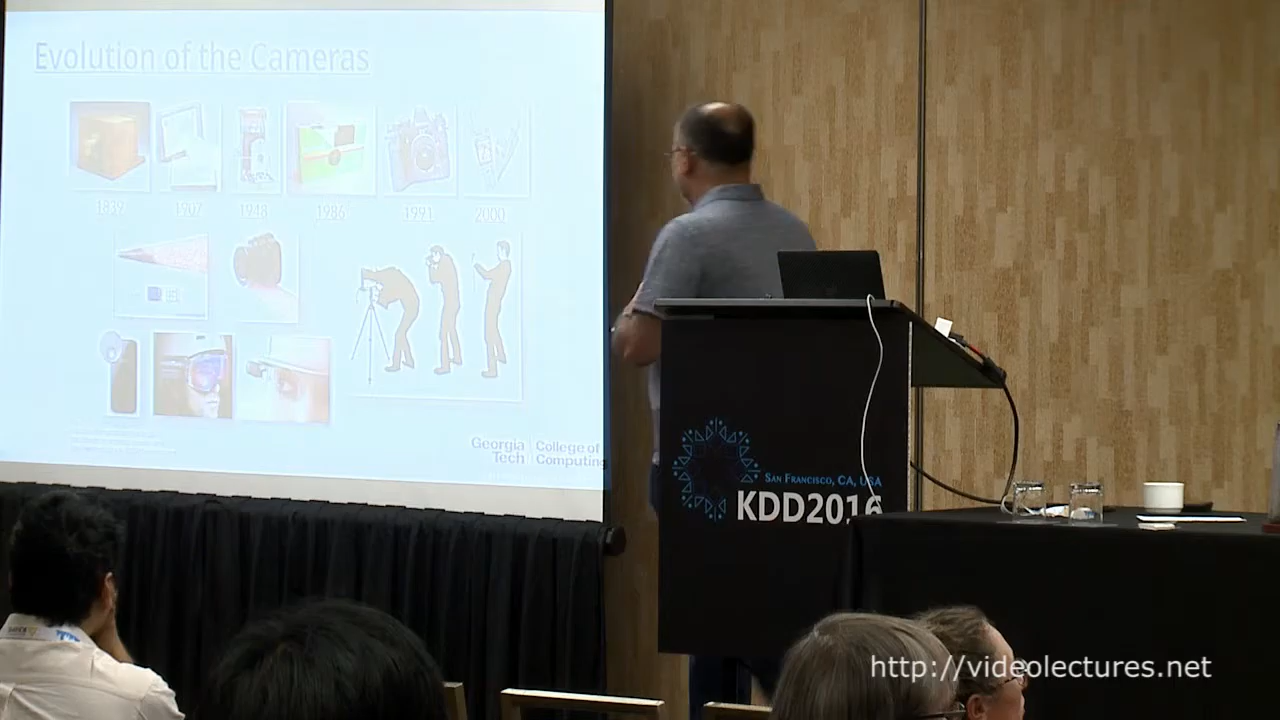 Evolution of the Cameras
1839 1907 1948 1986 1991 2000
Georgia Tech
College of Computing
SAN FRANCISCO, CA, USA
KDD2016
http://videolectures.net